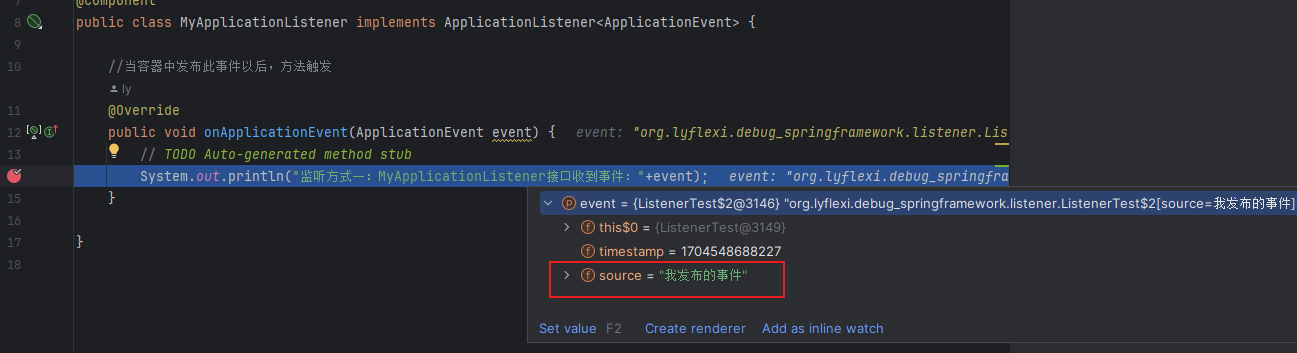 7 @Component
8 public class MyApplicationListener implements ApplicationListener<ApplicationEvent> {
9
10 //当容器中发布此事件以后，方法触发
ly
11 @Override
12 public void onApplicationEvent(ApplicationEvent event) { event: "org.lyflexi.debug_springframework.listener.Lis
13 // TODO Auto-generated method stub
System.out.println("监听方式一：MyApplicationListener接口收到事件："+event); event: "org.lyflexi.debug_springfra
15 }
16
17 }
18
event = {ListenerTest$2@3146} "org.lyflexi.debug_springframework.listener.ListenerTest$2[source=我发布的事件]
this$0 = {ListenerTest@3149}
timestamp = 1704548688227
source = "我发布的事件"
Set value F2 Create renderer Add as inline watch